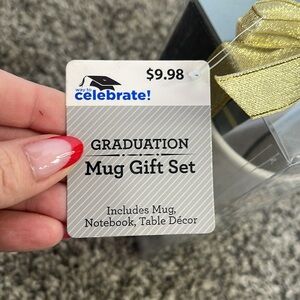 $9.98
way to
celebrate!
GRADUATION
Mug Gift Set
Includes Mug,
Notebook, Table Décor